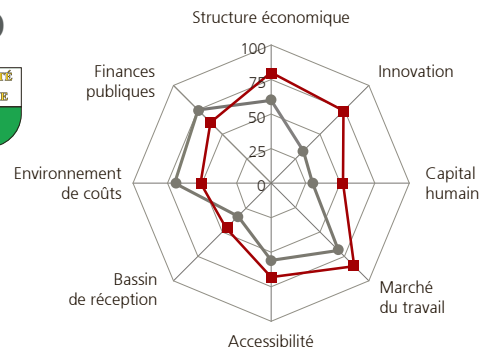 Structure économique
100
75
50
25
0
Innovation
Capital
humain
Marché
du travail
Accessibilité
Bassin
de réception
Environnement
de coûts
Finances
publiques